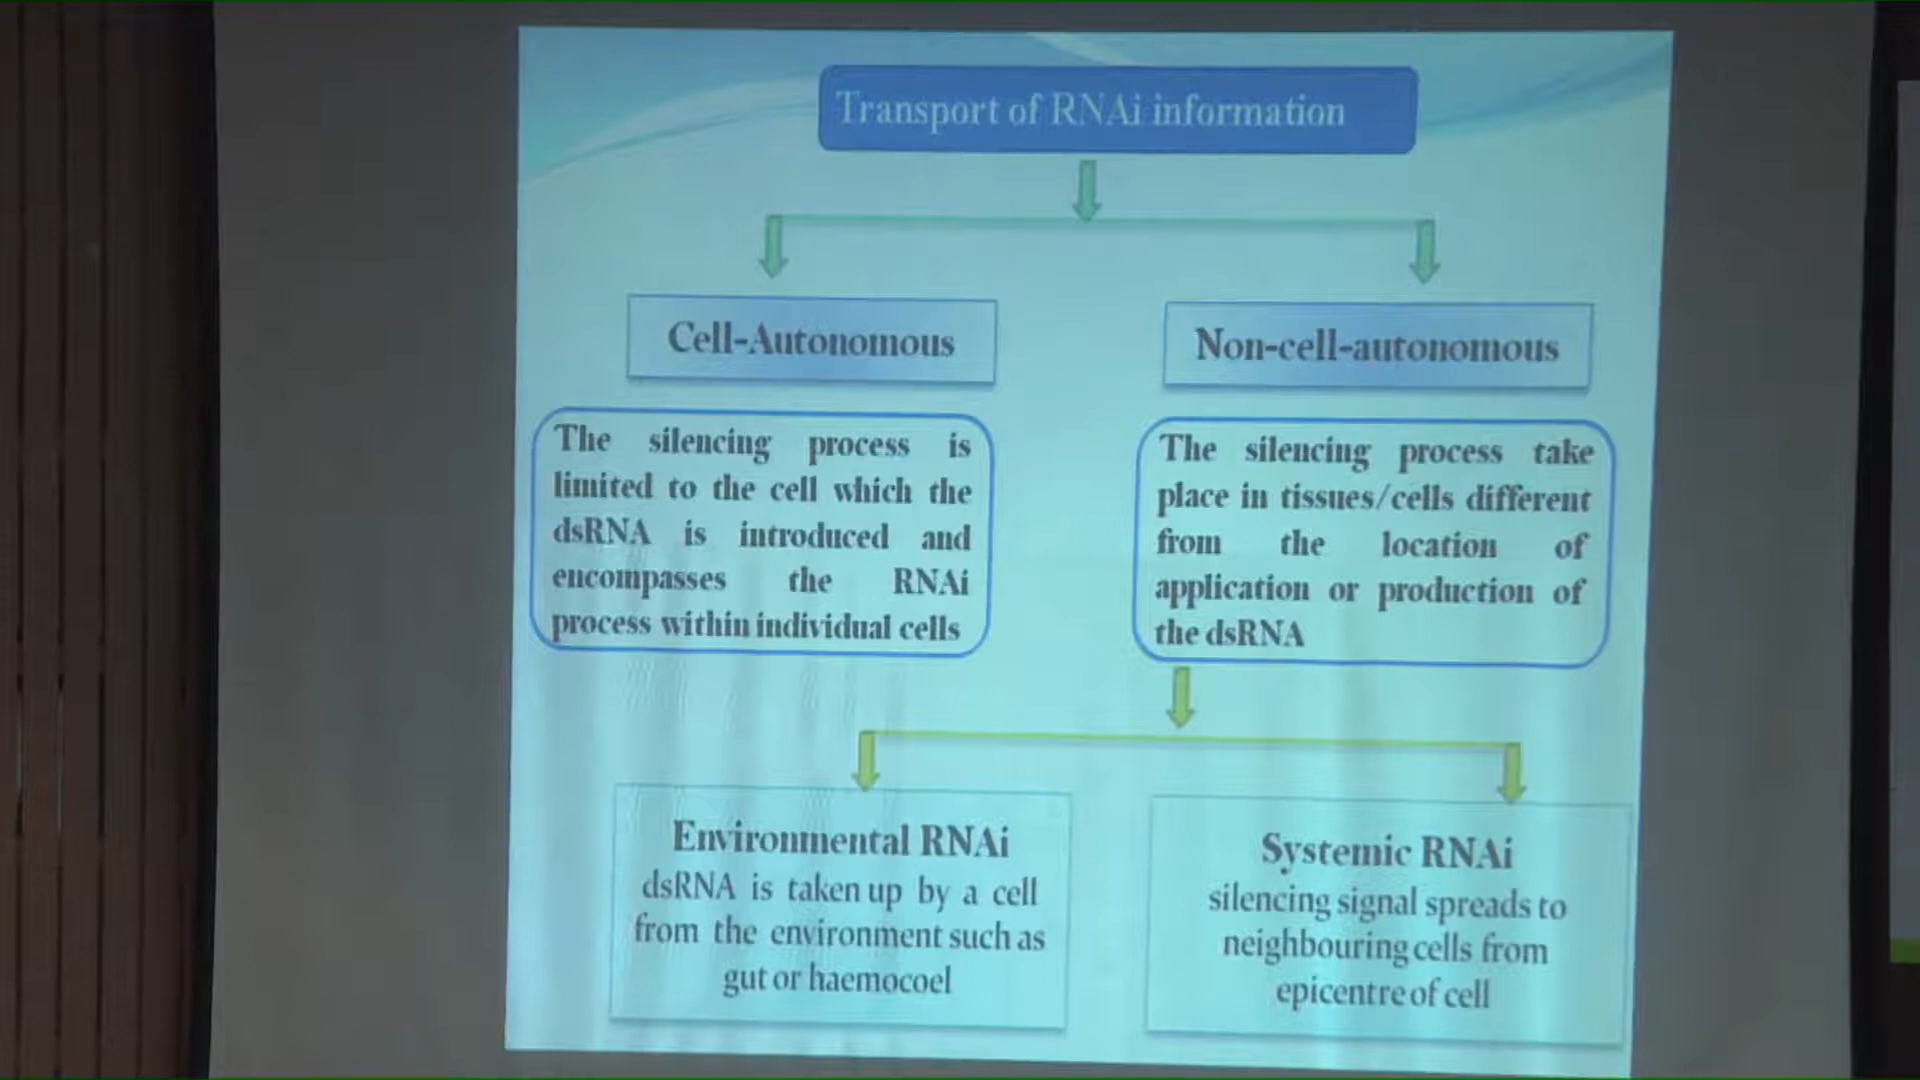 Transport of RNAi information
Cell-Autonomous
The silencing process is
limited to the cell which the
dsRNA is introduced and
encompasses the RNAi
process within individual cells
Non-cell-autonomous
The silencing process take
place in tissues/cells different
from the location of
application or production of
the dsRNA
Environmental RNAi
dsRNA is taken up by a cell
from the environment such as
gut or haemocoel
Systemic RNAi
silencing signal spreads to
neighbouring cells from
epicentre of cell